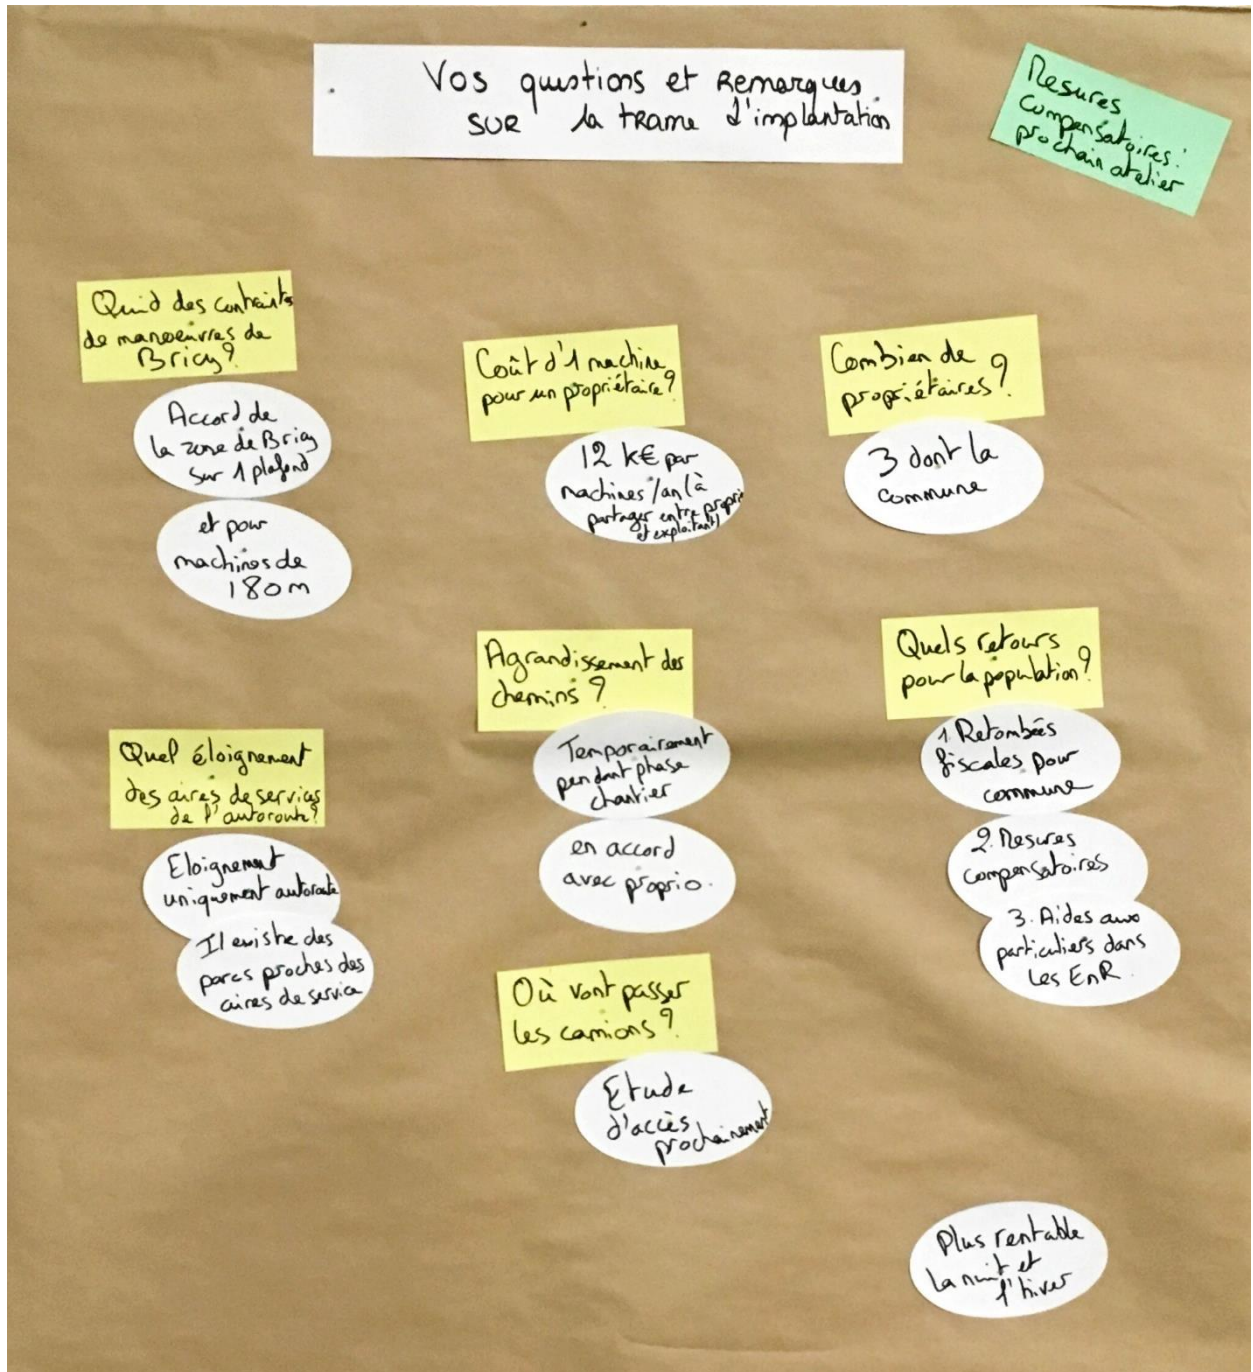 Vos questions et Remarques
SUR la trame d'implantation
Mesures
compensatoires:
prochain atelier
Quid des contraints
de manoeuvres de
Bricy?
Accord de
la zone de Bricy
sur 1 plafond
et pour
machines de
180m
Coût d'1 machine
pour un propriétaire?
12 k€ par
machines/an (à
partager entre proprio
et exploitant)
Combien de
propriétaires?
3 dont la
commune
Agrandissement des
chemins?
Temporairement
pendant phase
chantier
en accord
avec proprio.
Quels retours
pour la population?
1 Retombées
fiscales pour
commune
2. Mesures
compensatoires
3. Aides aux
particuliers dans
les EnR.
Quel éloignement
des aires de services
de l'autoroute?
Eloignement
uniquement autoroute
Il existe des
parcs proches des
aires de service
Où vont passer
les camions?
Etude
d'accès
prochainement
Plus rentable
la nuit et
l'hiver